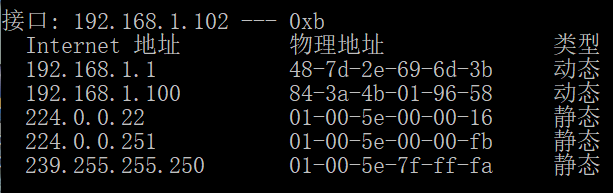 接口: 192.168.1.102 --- 0xb
Internet 地址 物理地址 类型
192.168.1.1 48-7d-2e-69-6d-3b 动态
192.168.1.100 84-3a-4b-01-96-58 动态
224.0.0.22 01-00-5e-00-00-16 静态
224.0.0.251 01-00-5e-00-00-fb 静态
239.255.255.250 01-00-5e-7f-ff-fa 静态